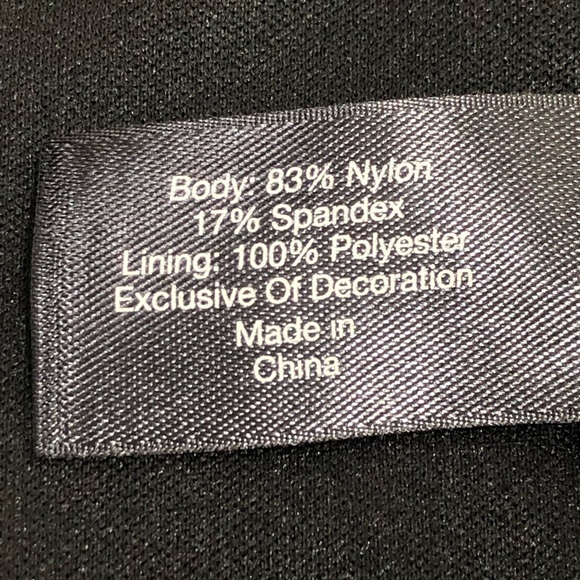 Body: 83% Nylon
17% Spandex
Lining: 100% Polyester
Exclusive Of Decoration
Made in
China